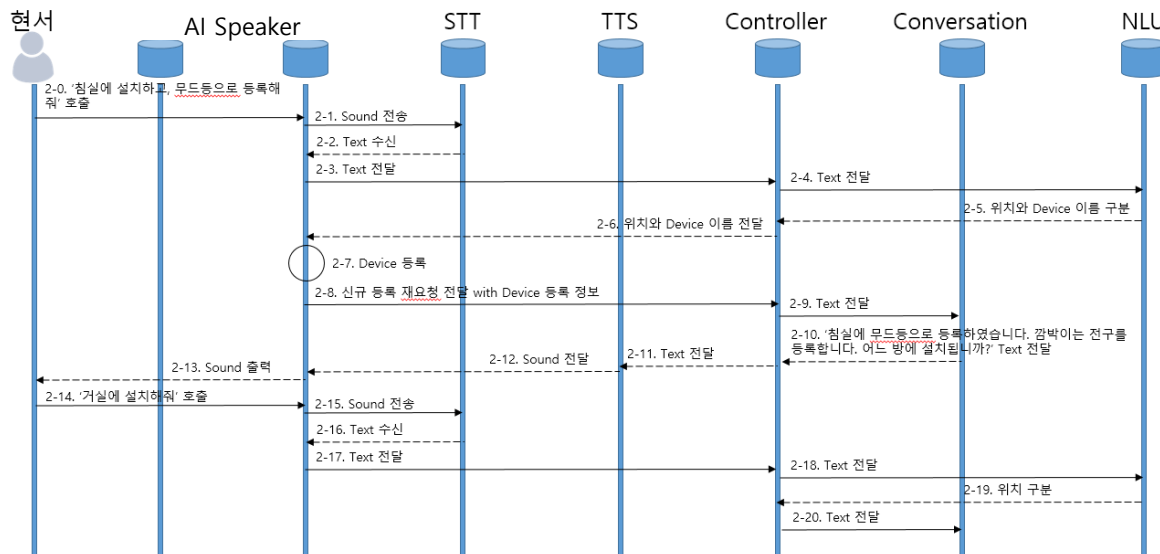 현서
AI Speaker
STT
TTS
Controller
Conversation
NLU
2-0. '침실에 설치하고, 무드등으로 등록해
줘' 호출
2-1. Sound 전송
2-2. Text 수신
2-3. Text 전달
2-4. Text 전달
2-5. 위치와 Device 이름 구분
2-6. 위치와 Device 이름 전달
2-7. Device 등록
2-8. 신규 등록 재요청 전달 with Device 등록 정보
2-9. Text 전달
2-10. '침실에 무드등으로 등록하였습니다. 깜박이는 전구를
등록합니다. 어느 방에 설치됩니까?' Text 전달
2-11. Text 전달
2-12. Sound 전달
2-13. Sound 출력
2-14. '거실에 설치해줘' 호출
2-15. Sound 전송
2-16. Text 수신
2-17. Text 전달
2-18. Text 전달
2-19. 위치 구분
2-20. Text 전달